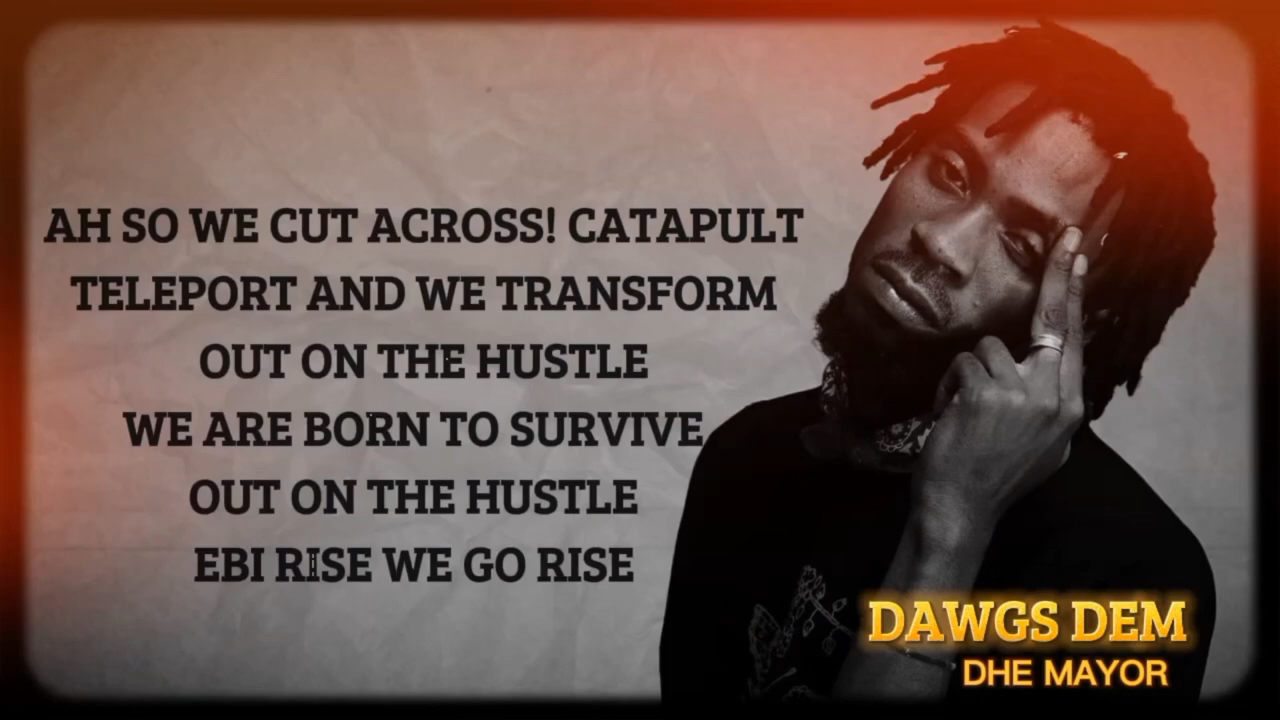 AH SO WE CUT ACROSS! CATAPULT
TELEPORT AND WE TRANSFORM
OUT ON THE HUSTLE
WE ARE BORN TO SURVIVE
OUT ON THE HUSTLE
EBI RISE WE GO RISE
DAWGS DEM
DHE MAYOR